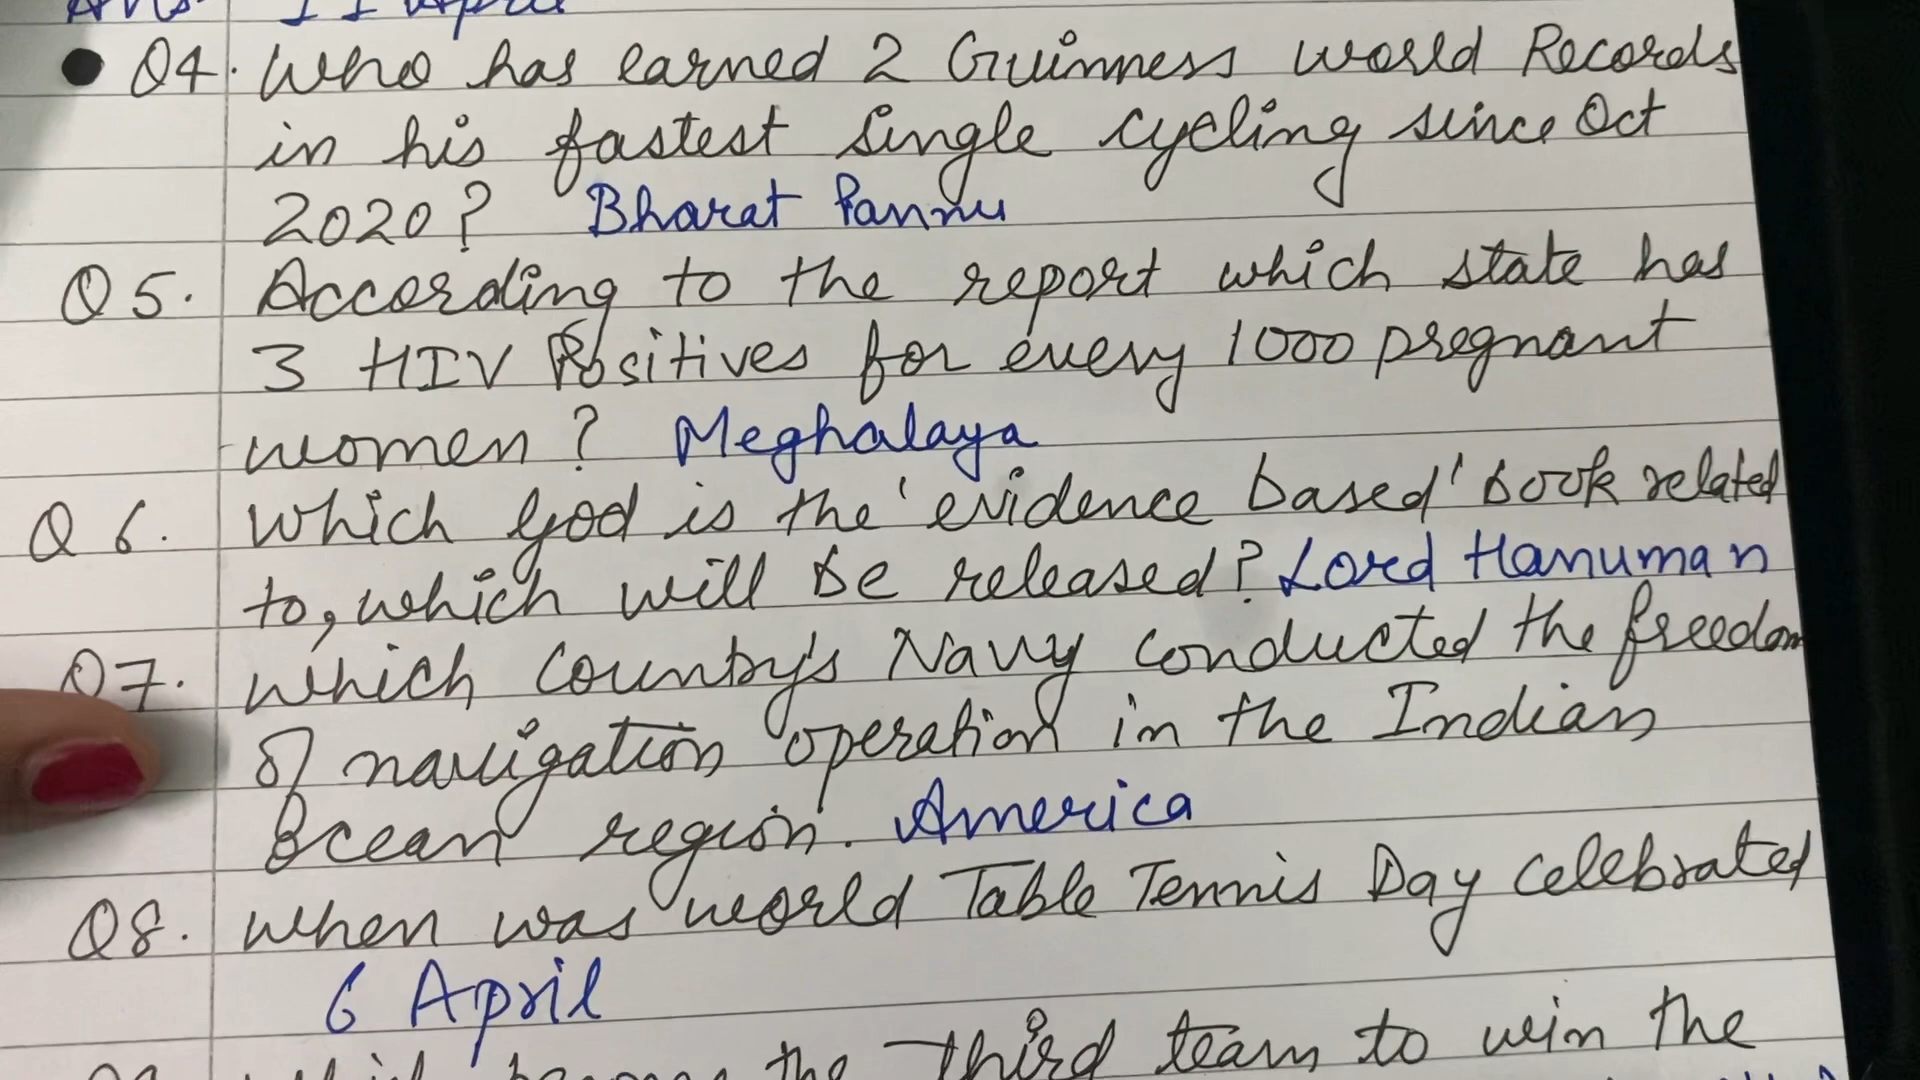 Ans. 11 April
Q4. Who has earned 2 Guinness World Records
in his fastest single cycling since Oct
2020? Bharat Pannu
Q5. According to the report which state has
3 HIV Positives for every 1000 pregnant
women? Meghalaya
Q6. Which god is the 'evidence based' book related
to, which will be released? Lord Hanuman
Q7. Which Country's Navy conducted the freedom
of navigation operation in the Indian
Ocean region. America
Q8. When was world Table Tennis Day celebrated
6 April
the third team to win the